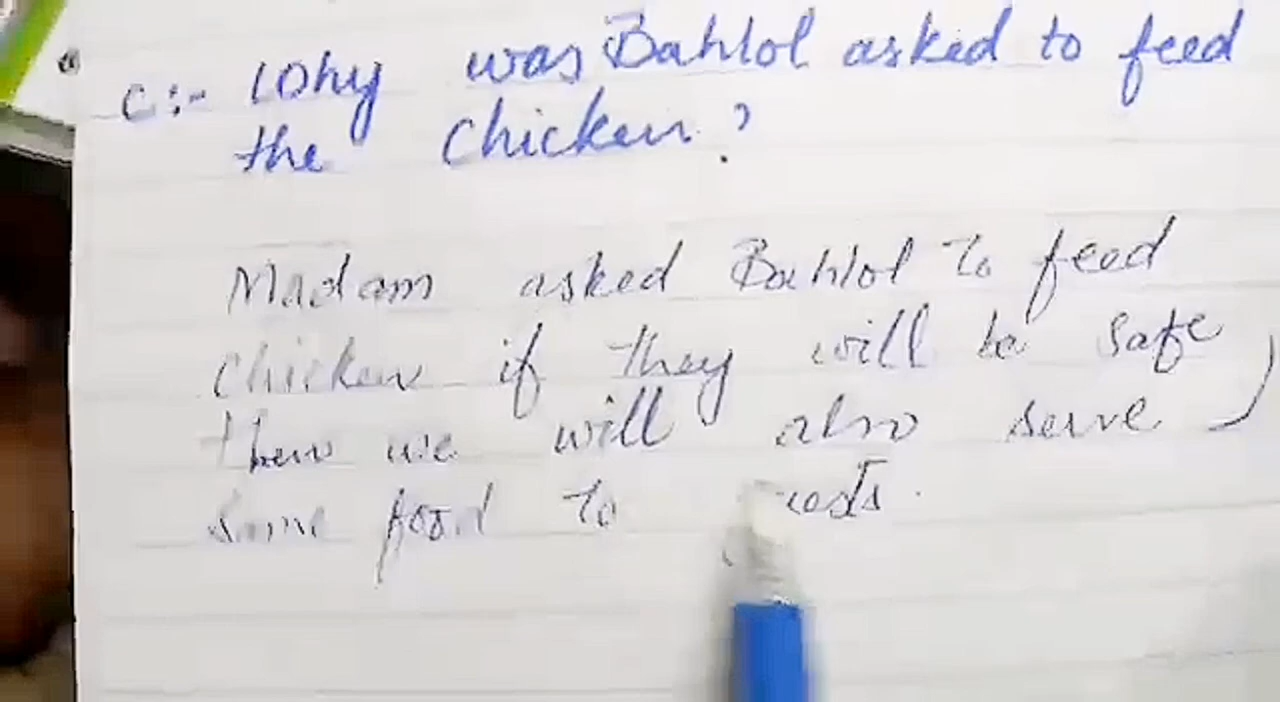 c:- Why was Bahlol asked to feed
the Chicken?
Madam asked Bahlol to feed
chicken if they will be safe
then we will also serve
same food to